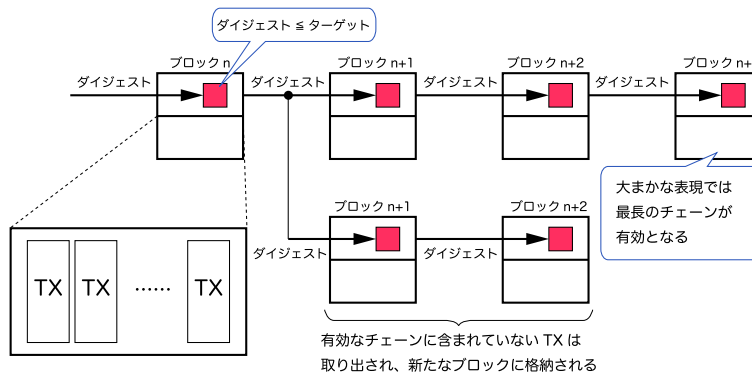 ダイジェスト ≦ ターゲット
ブロック n
ブロック n+1
ブロック n+2
ブロック n+
ダイジェスト
ダイジェスト
ダイジェスト
ダイジェスト
大まかな表現では
最長のチェーンが
有効となる
ブロック n+1
ブロック n+2
ダイジェスト
ダイジェスト
TX
TX
……
TX
有効なチェーンに含まれていない TX は
取り出され、新たなブロックに格納される